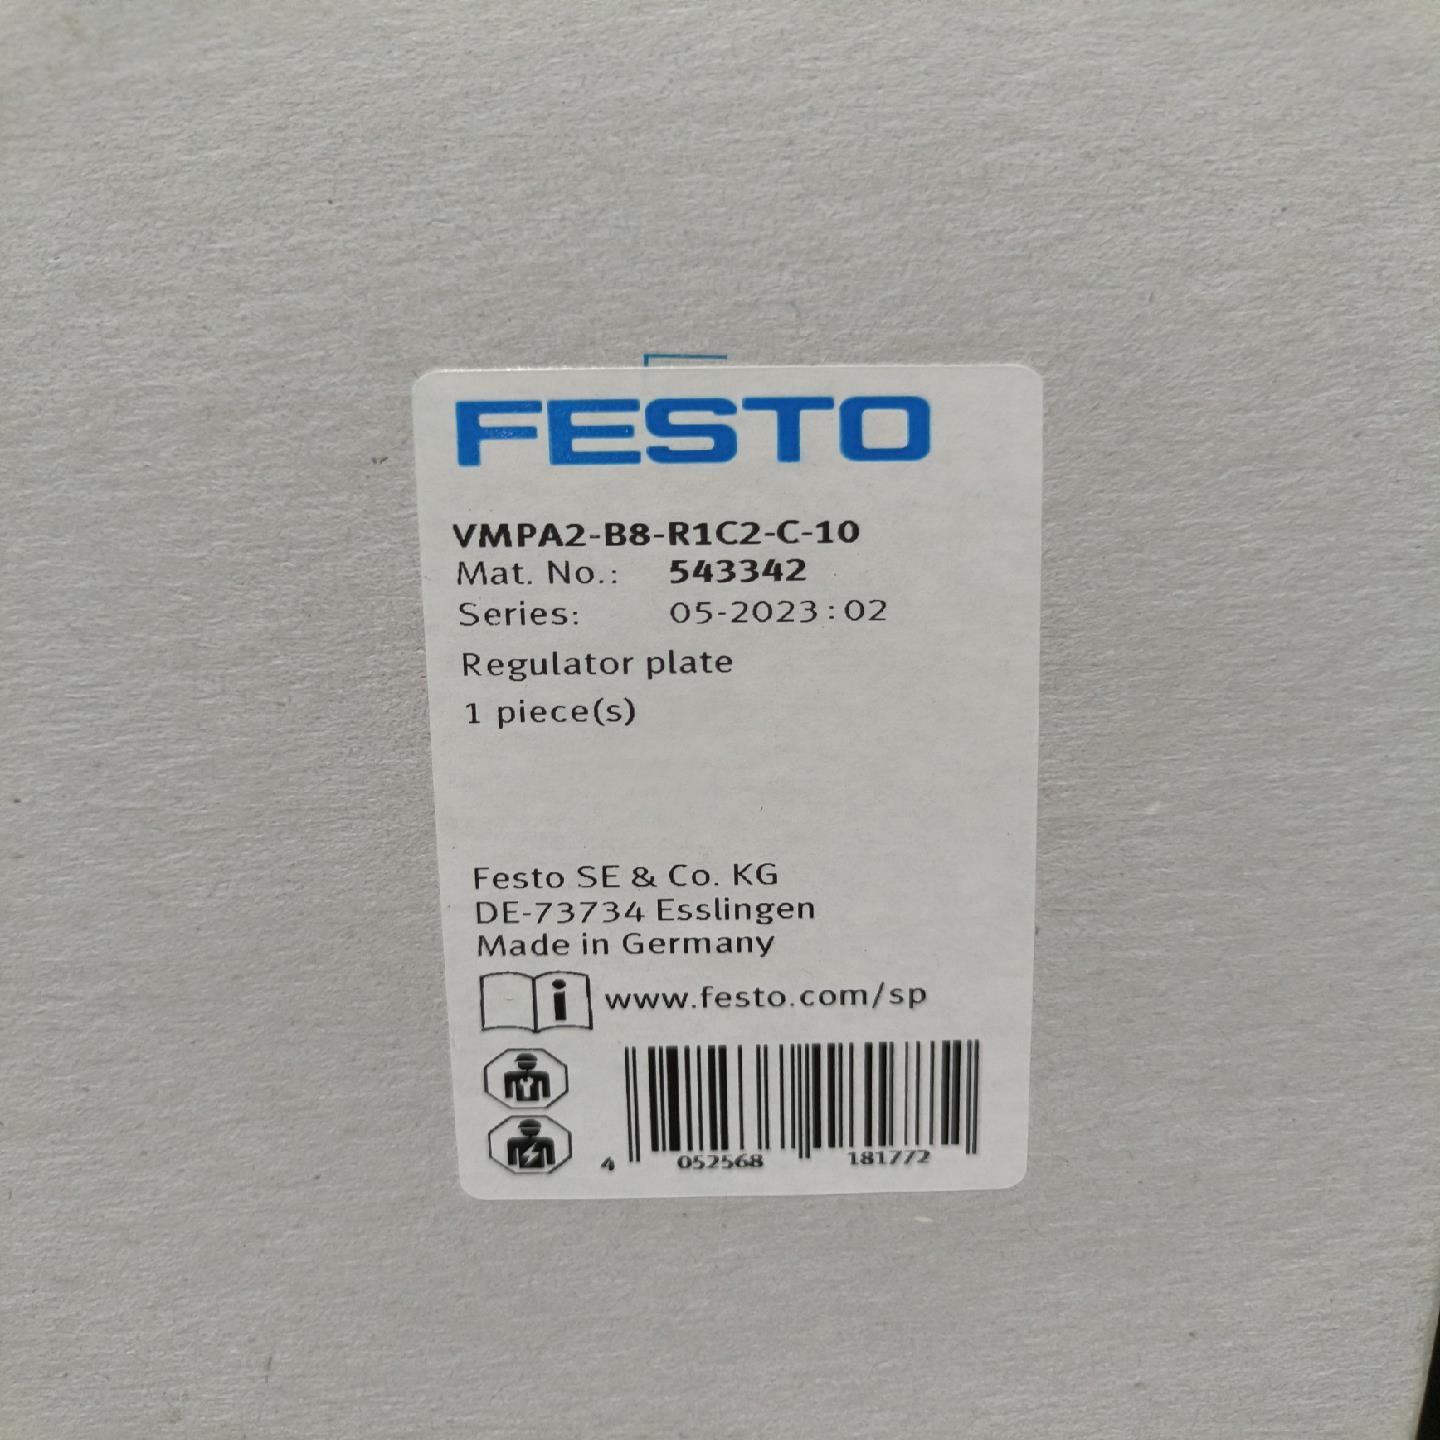 FESTO
VMPA2-B8-R1C2-C-10
Mat. No.: 543342
Series: 05-2023:02
Regulator plate
1 piece(s)
Festo SE & Co. KG
DE-73734 Esslingen
Made in Germany
i www.festo.com/sp
4 052568 181772